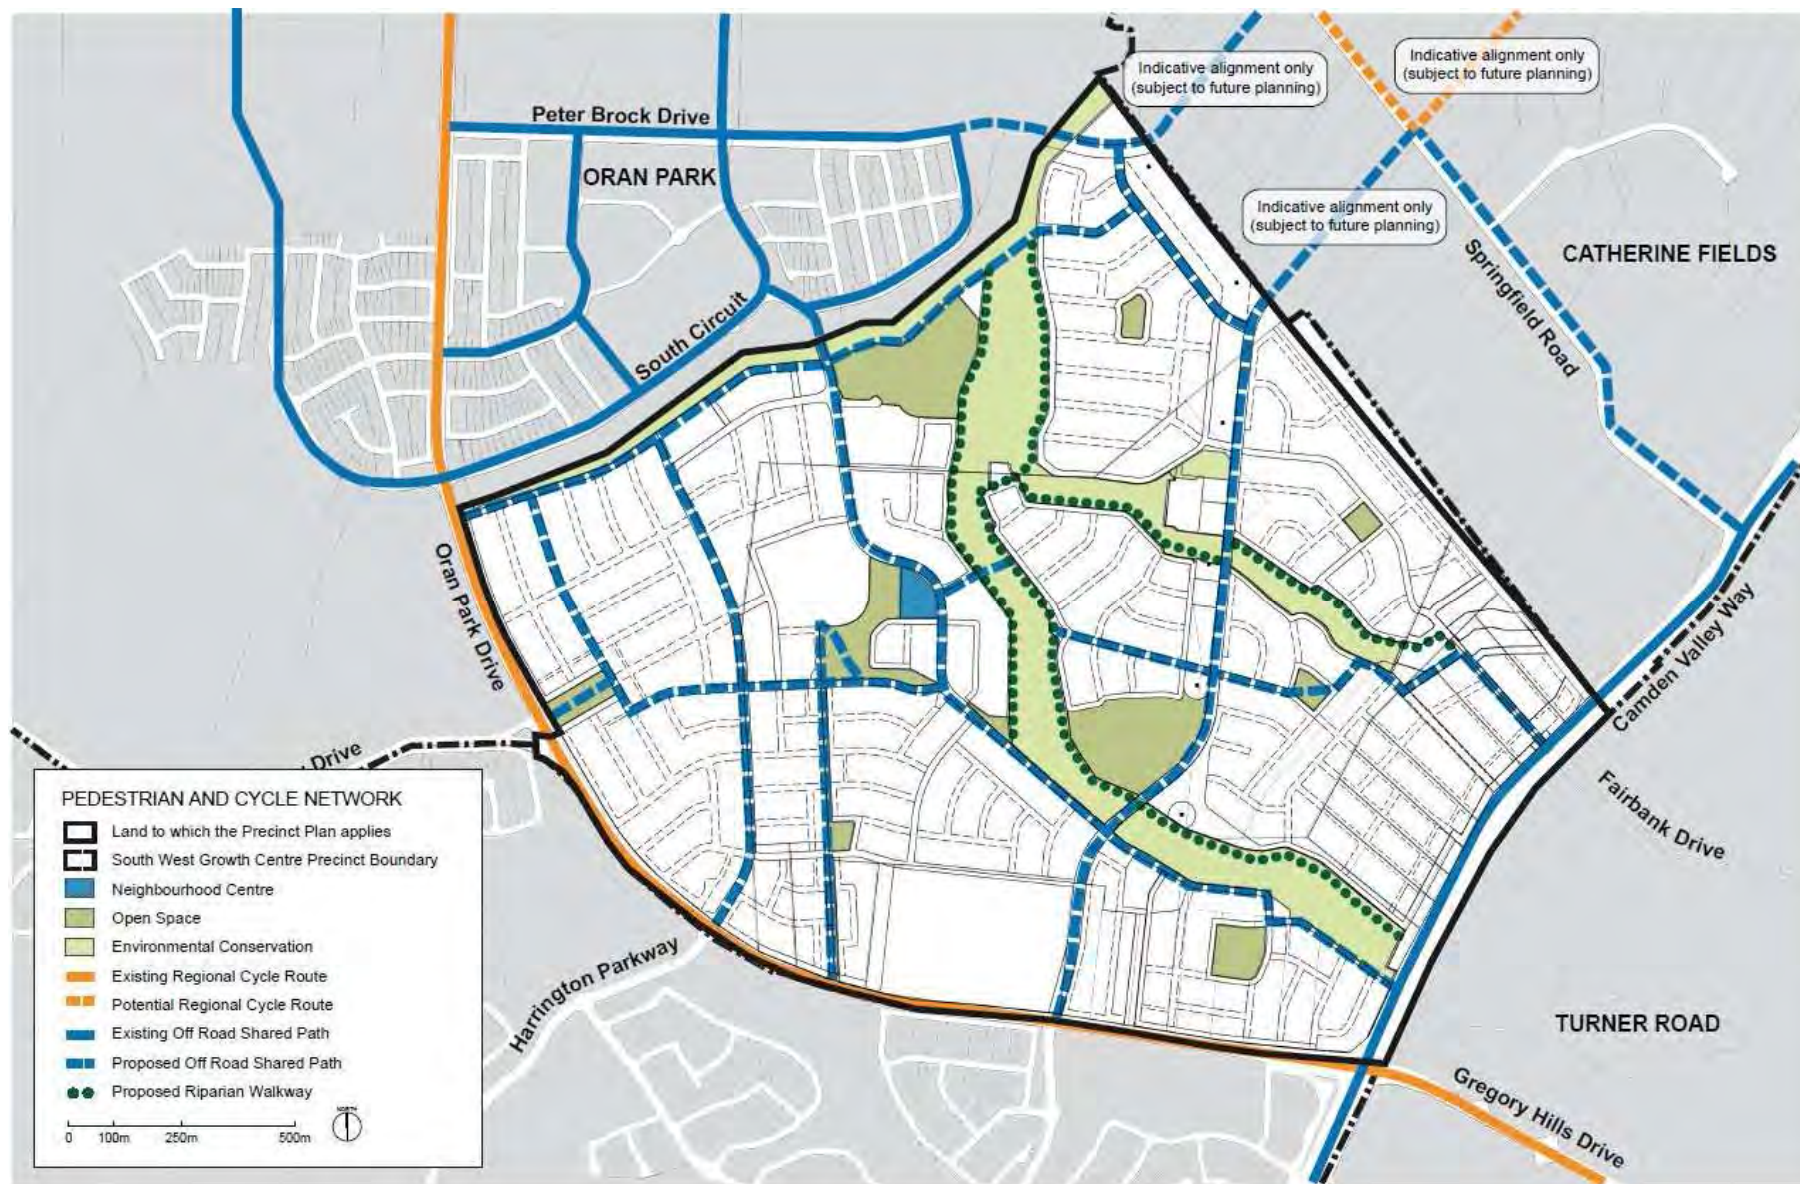 Indicative alignment only
(subject to future planning)
Indicative alignment only
(subject to future planning)
Peter Brock Drive
ORAN PARK
Indicative alignment only
(subject to future planning)
CATHERINE FIELDS
Springfield Road
South Circuit
Oran Park Drive
Camden Valley Way
Drive
Fairbank Drive
Harrington Parkway
TURNER ROAD
Gregory Hills Drive
PEDESTRIAN AND CYCLE NETWORK
Land to which the Precinct Plan applies
South West Growth Centre Precinct Boundary
Neighbourhood Centre
Open Space
Environmental Conservation
Existing Regional Cycle Route
Potential Regional Cycle Route
Existing Off Road Shared Path
Proposed Off Road Shared Path
Proposed Riparian Walkway
NORTH
0 100m 250m 500m